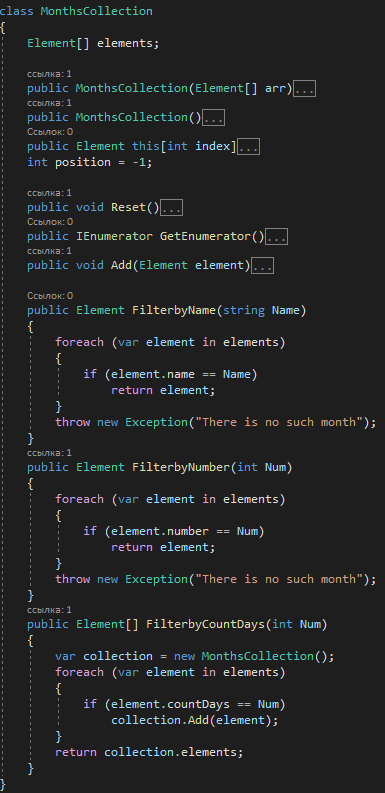 class MonthsCollection
{
    Element[] elements;

    ссылка: 1
    public MonthsCollection(Element[] arr)...
    ссылка: 1
    public MonthsCollection()...
    Ссылок: 0
    public Element this[int index]...
    int position = -1;

    ссылка: 1
    public void Reset()...
    Ссылок: 0
    public IEnumerator GetEnumerator()...
    ссылка: 1
    public void Add(Element element)...

    Ссылок: 0
    public Element FilterbyName(string Name)
    {
        foreach (var element in elements)
        {
            if (element.name == Name)
                return element;
        }
        throw new Exception("There is no such month");
    }
    ссылка: 1
    public Element FilterbyNumber(int Num)
    {
        foreach (var element in elements)
        {
            if (element.number == Num)
                return element;
        }
        throw new Exception("There is no such month");
    }
    ссылка: 1
    public Element[] FilterbyCountDays(int Num)
    {
        var collection = new MonthsCollection();
        foreach (var element in elements)
        {
            if (element.countDays == Num)
                collection.Add(element);
        }
        return collection.elements;
    }
}